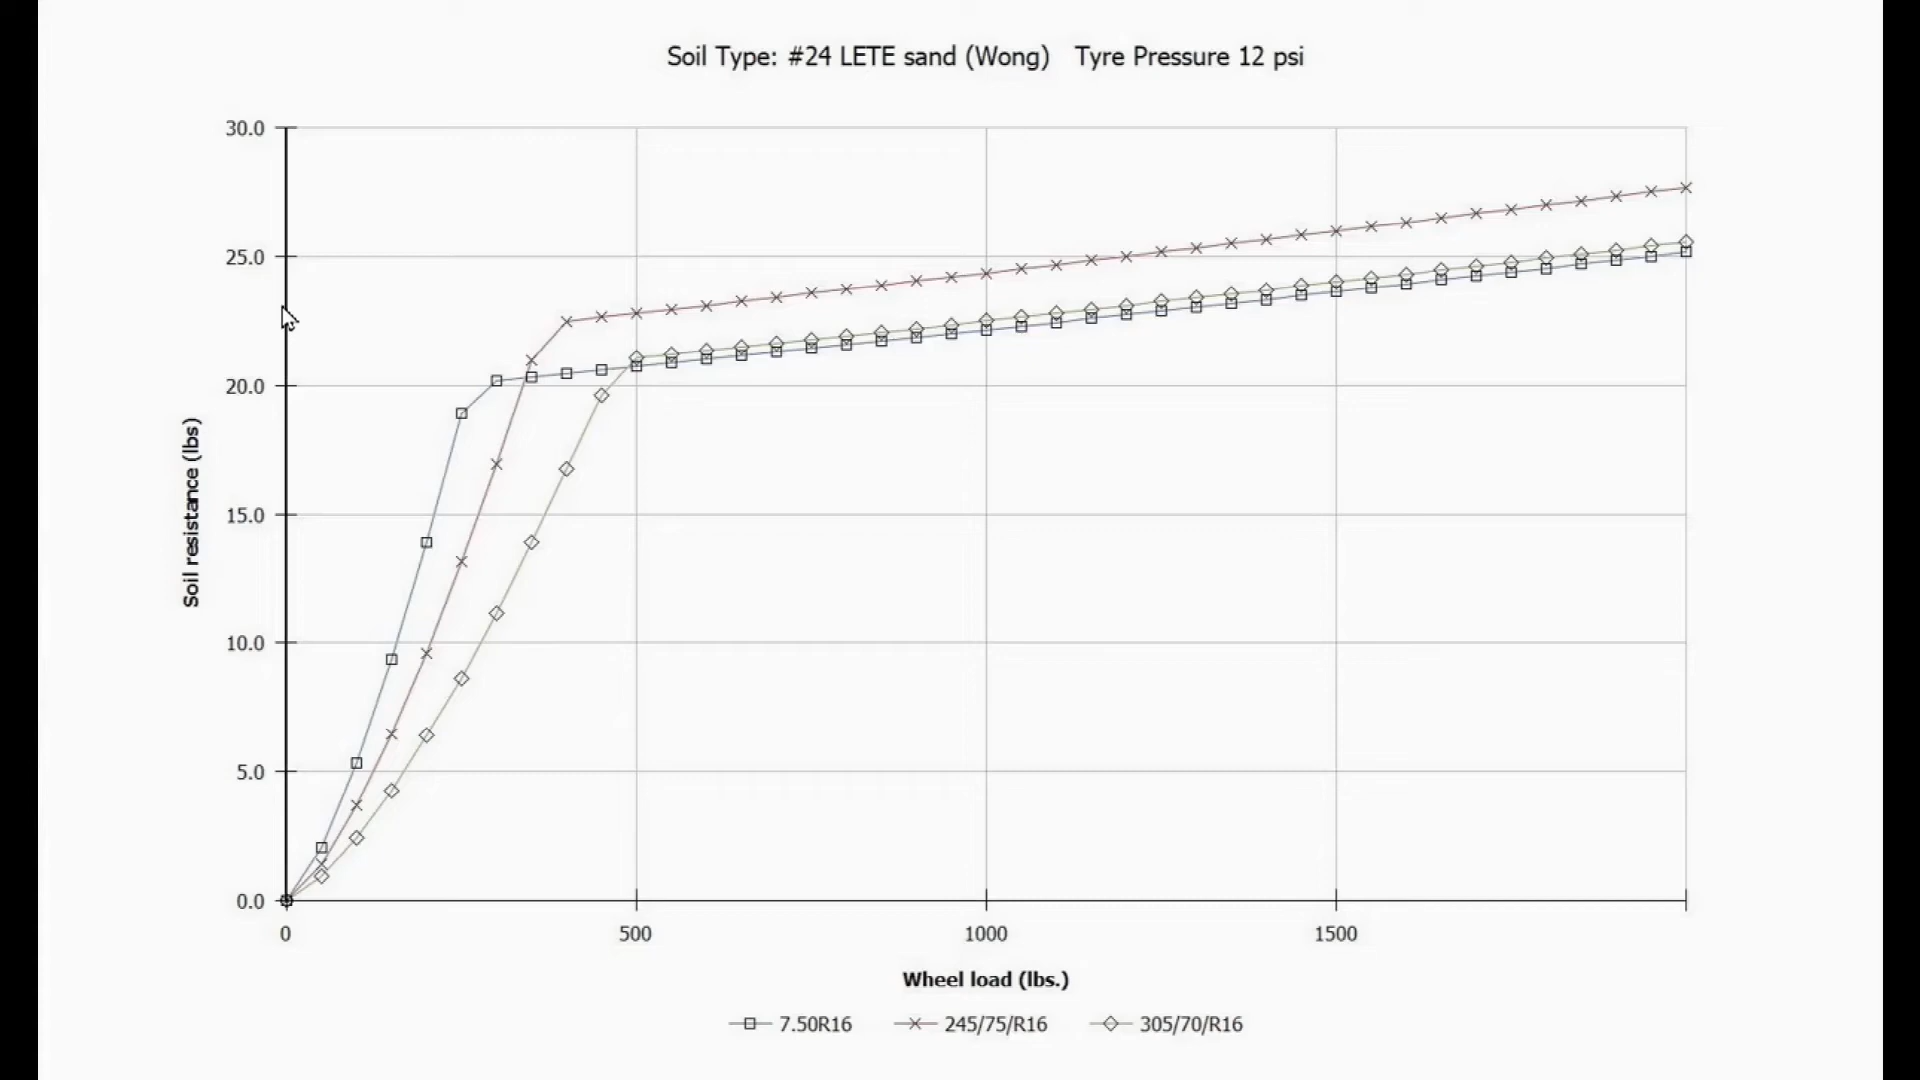 Soil Type: #24 LETE sand (Wong) Tyre Pressure 12 psi
30.0
25.0
20.0
15.0
10.0
5.0
0.0
Soil resistance (lbs)
0 500 1000 1500
Wheel load (lbs.)
7.50R16 245/75/R16 305/70/R16